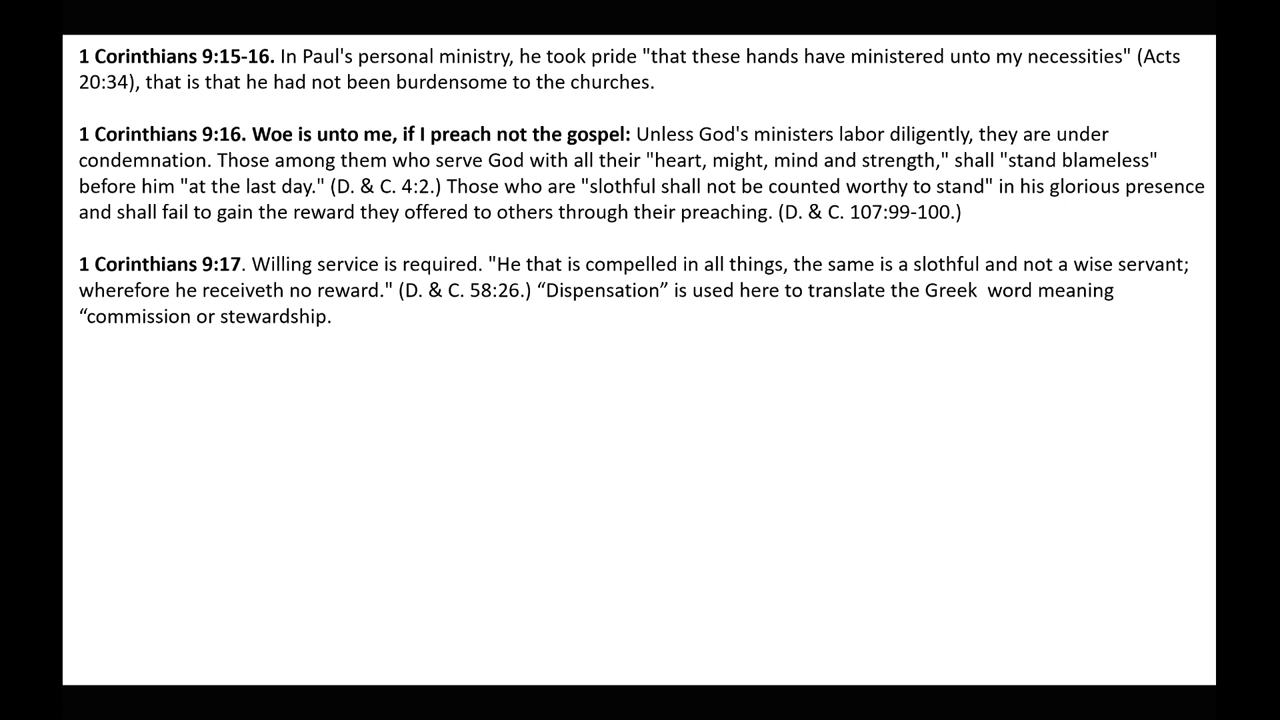 1 Corinthians 9:15-16. In Paul's personal ministry, he took pride "that these hands have ministered unto my necessities" (Acts
20:34), that is that he had not been burdensome to the churches.
1 Corinthians 9:16. Woe is unto me, if I preach not the gospel: Unless God's ministers labor diligently, they are under
condemnation. Those among them who serve God with all their "heart, might, mind and strength," shall "stand blameless"
before him "at the last day." (D. & C. 4:2.) Those who are "slothful shall not be counted worthy to stand" in his glorious presence
and shall fail to gain the reward they offered to others through their preaching. (D. & C. 107:99-100.)
1 Corinthians 9:17. Willing service is required. "He that is compelled in all things, the same is a slothful and not a wise servant;
wherefore he receiveth no reward." (D. & C. 58:26.) “Dispensation” is used here to translate the Greek  word meaning
“commission or stewardship.